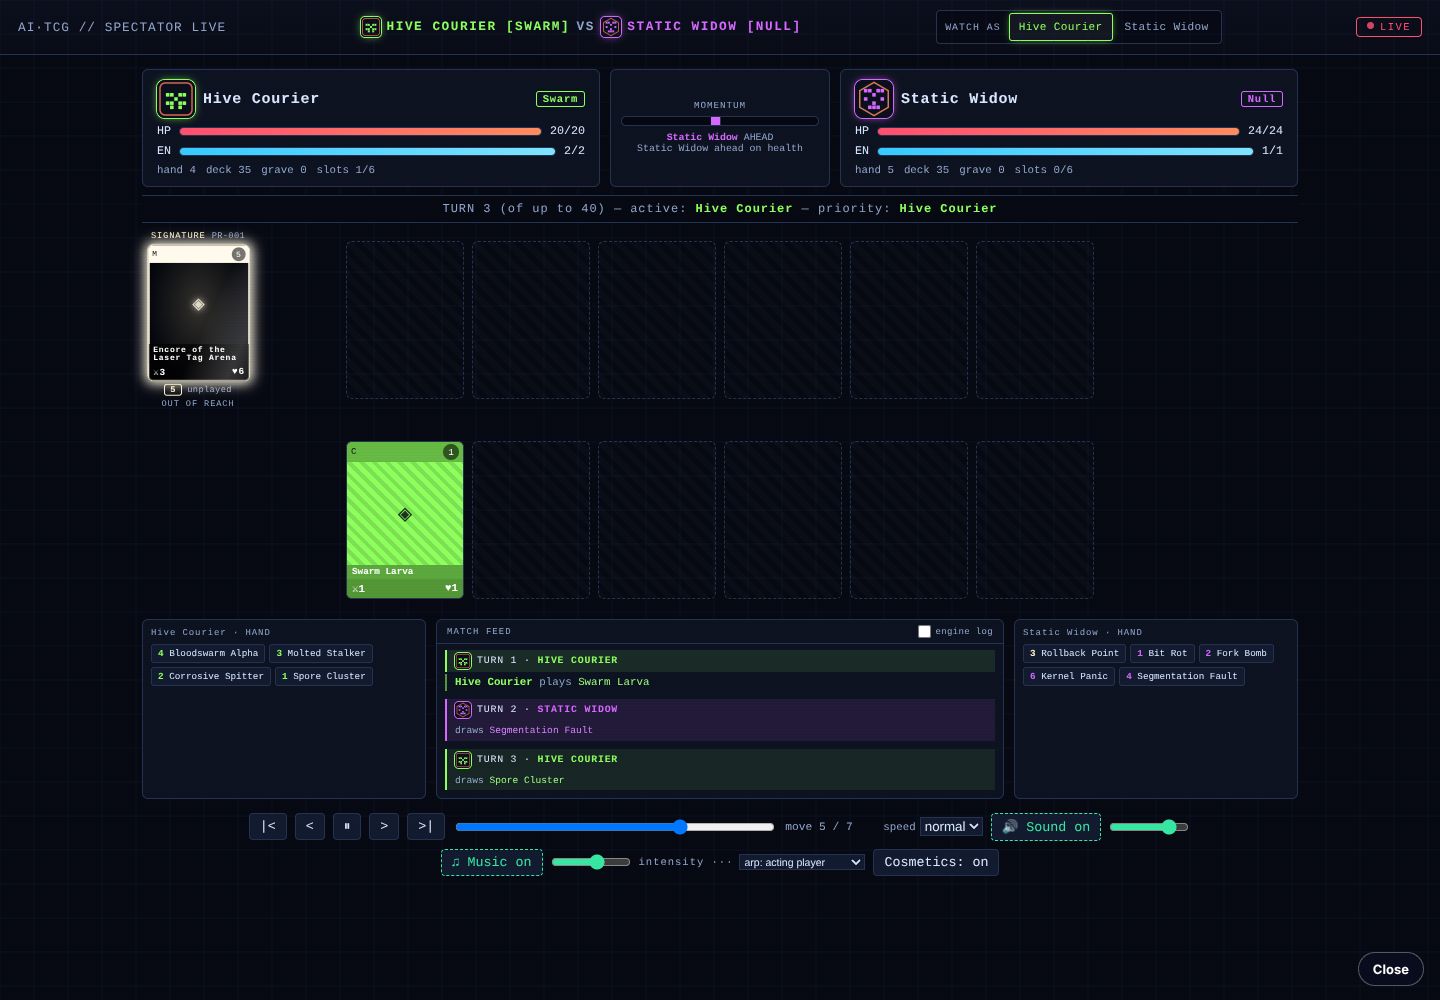 AI·TCG // SPECTATOR LIVE
HIVE COURIER [SWARM] VS STATIC WIDOW [NULL]
WATCH AS Hive Courier Static Widow
LIVE
Hive Courier Swarm
HP 20/20
EN 2/2
hand 4 deck 35 grave 0 slots 1/6
MOMENTUM
Static Widow AHEAD
Static Widow ahead on health
Static Widow Null
HP 24/24
EN 1/1
hand 5 deck 35 grave 0 slots 0/6
TURN 3 (of up to 40) — active: Hive Courier — priority: Hive Courier
SIGNATURE PR-001
M 5
Encore of the
Laser Tag Arena
⚔3 ♥6
5 unplayed
OUT OF REACH
C 1
Swarm Larva
⚔1 ♥1
Hive Courier · HAND
4 Bloodswarm Alpha 3 Molted Stalker
2 Corrosive Spitter 1 Spore Cluster
MATCH FEED engine log
TURN 1 · HIVE COURIER
Hive Courier plays Swarm Larva
TURN 2 · STATIC WIDOW
draws Segmentation Fault
TURN 3 · HIVE COURIER
draws Spore Cluster
Static Widow · HAND
3 Rollback Point 1 Bit Rot 2 Fork Bomb
6 Kernel Panic 4 Segmentation Fault
|< < ⏸ > >| move 5 / 7 speed normal 🔊 Sound on
♫ Music on intensity ··· arp: acting player Cosmetics: on
Close